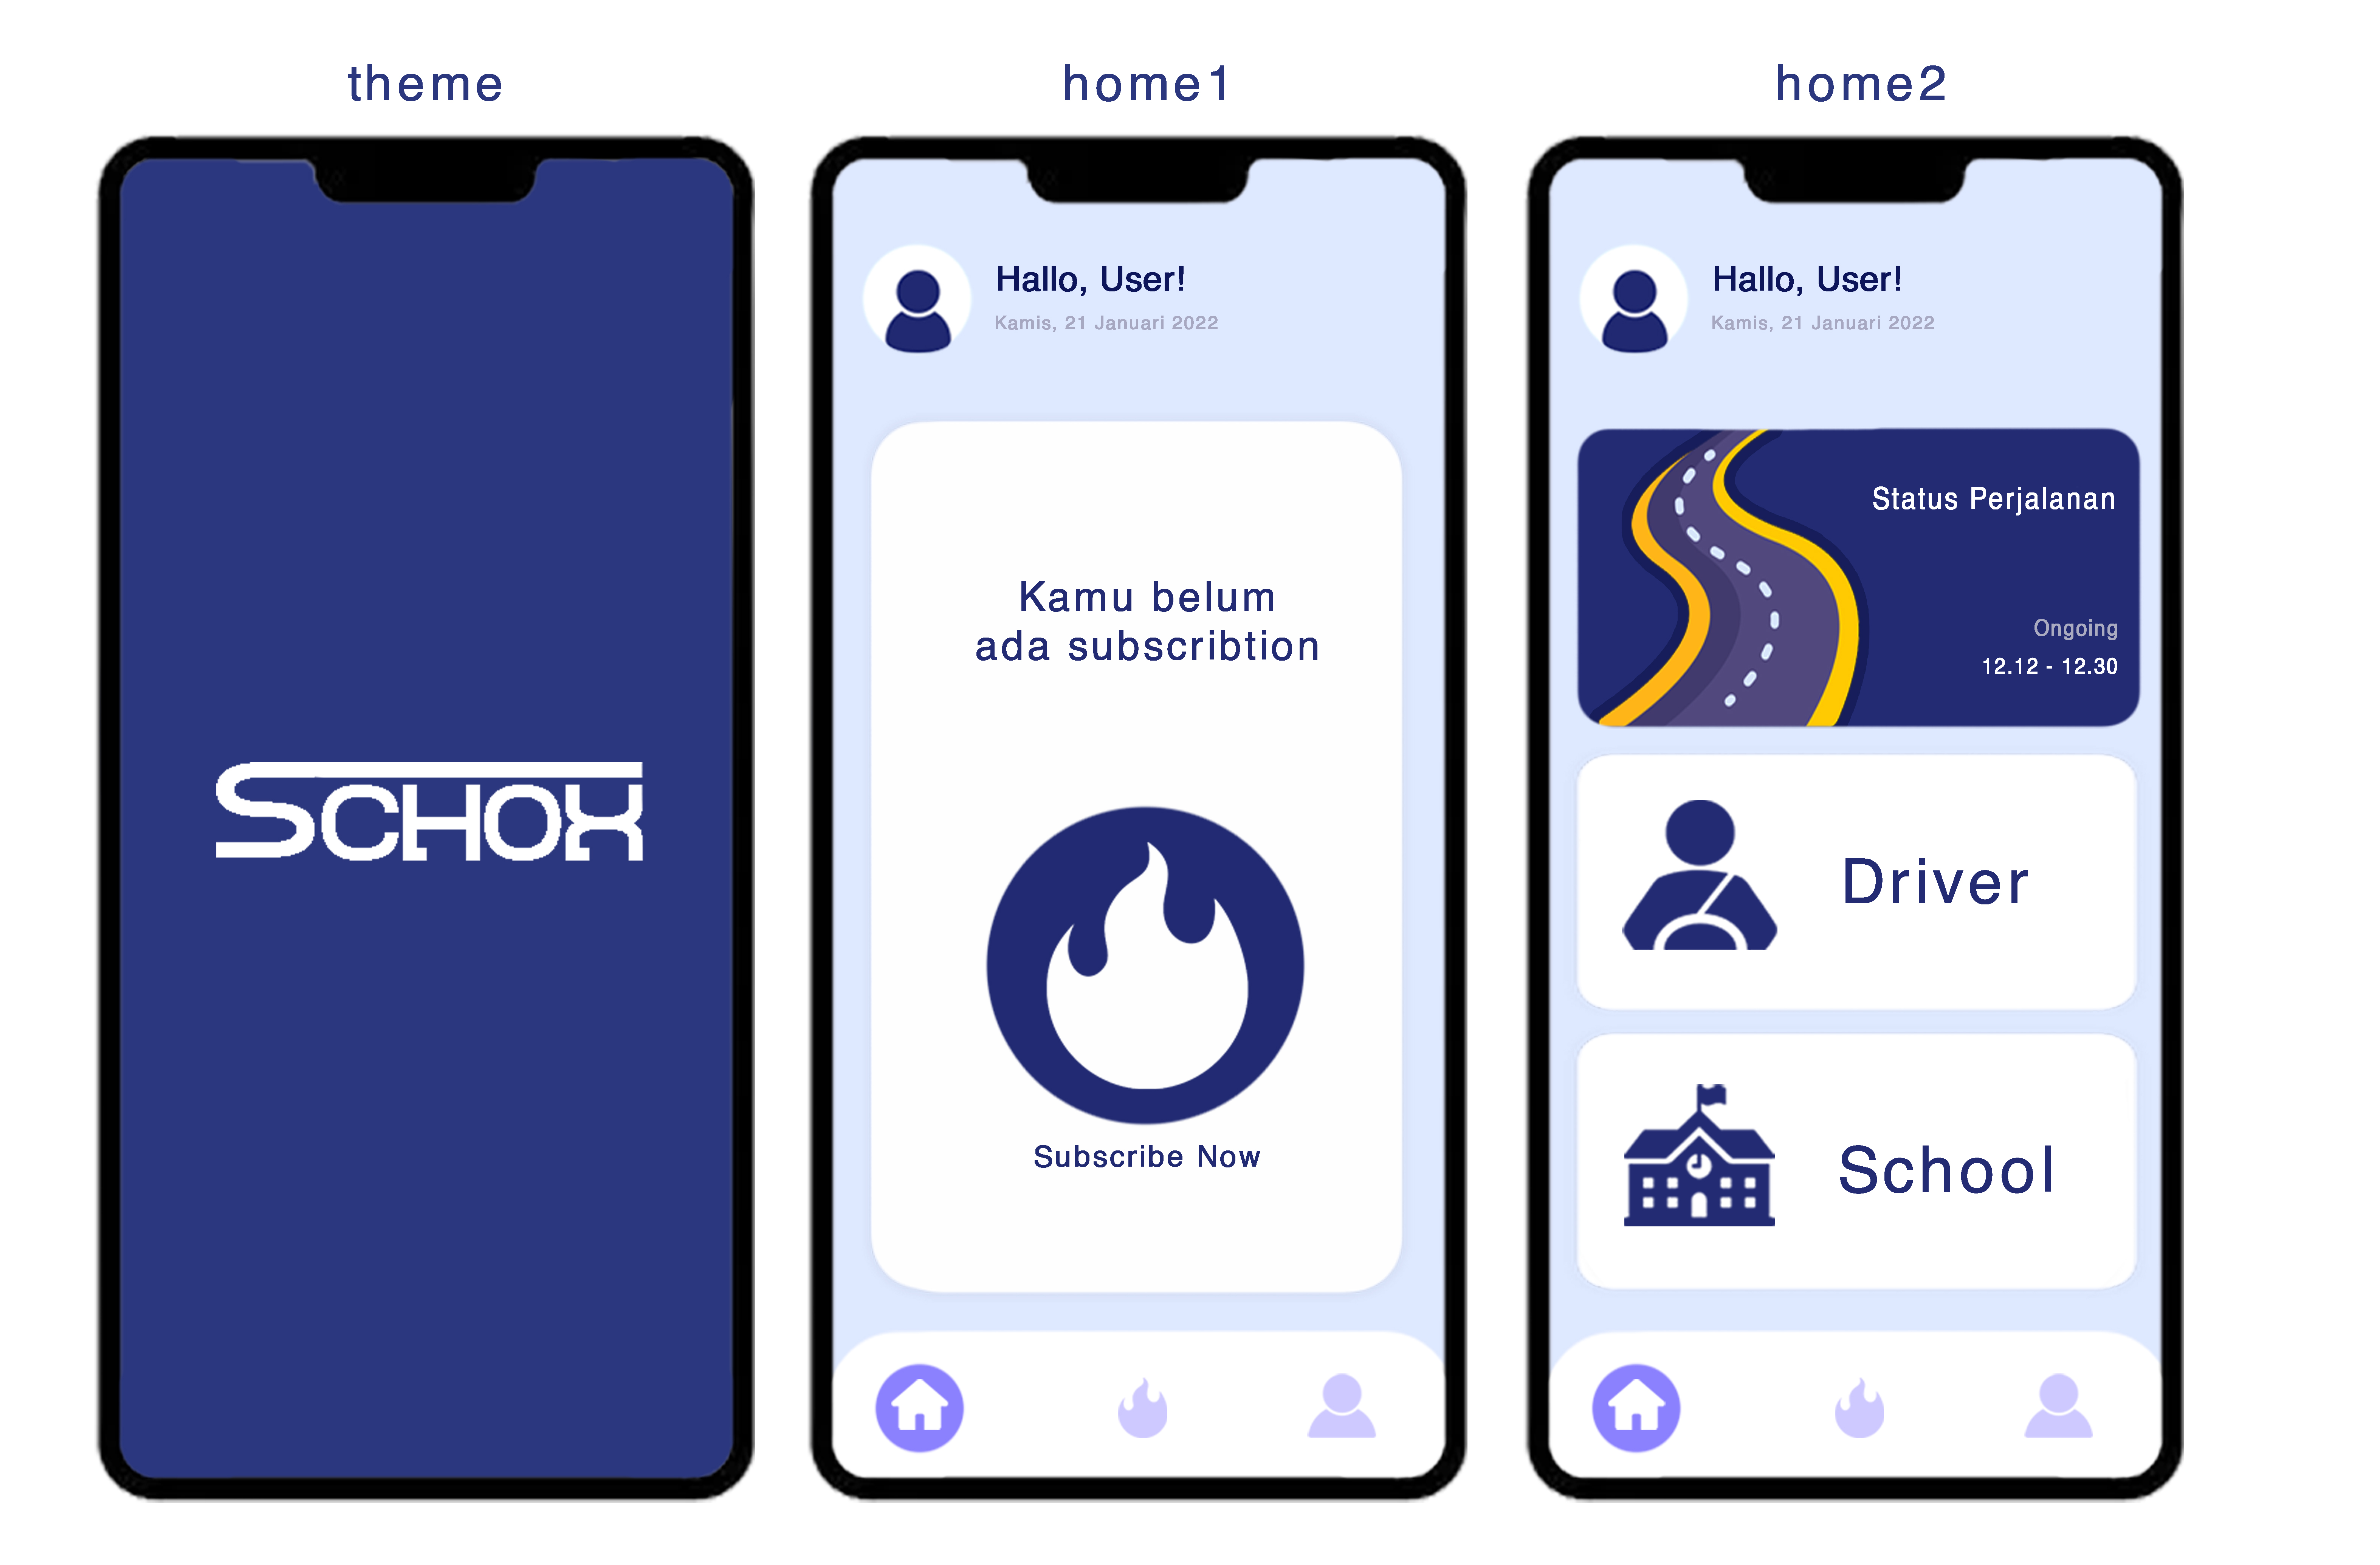 theme
SCHOX
home1
Hallo, User!
Kamis, 21 Januari 2022
Kamu belum
ada subscribtion
Subscribe Now
home2
Hallo, User!
Kamis, 21 Januari 2022
Status Perjalanan
Ongoing
12.12 - 12.30
Driver
School